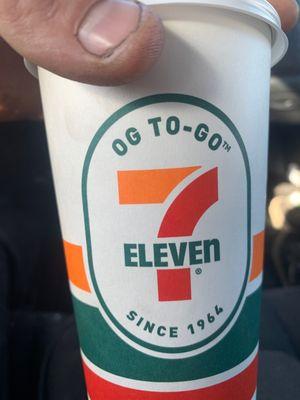 OG TO-GO™
7
ELEVEn
®
SINCE 1964